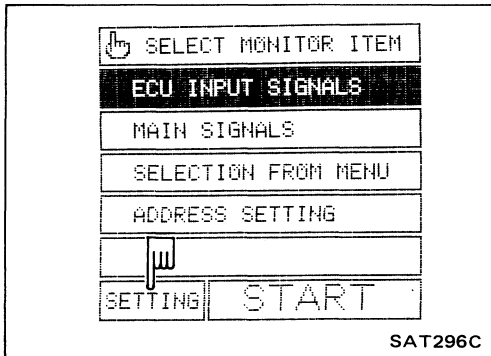 SELECT MONITOR ITEM
ECU INPUT SIGNALS
MAIN SIGNALS
SELECTION FROM MENU
ADDRESS SETTING
SETTING START
SAT296C